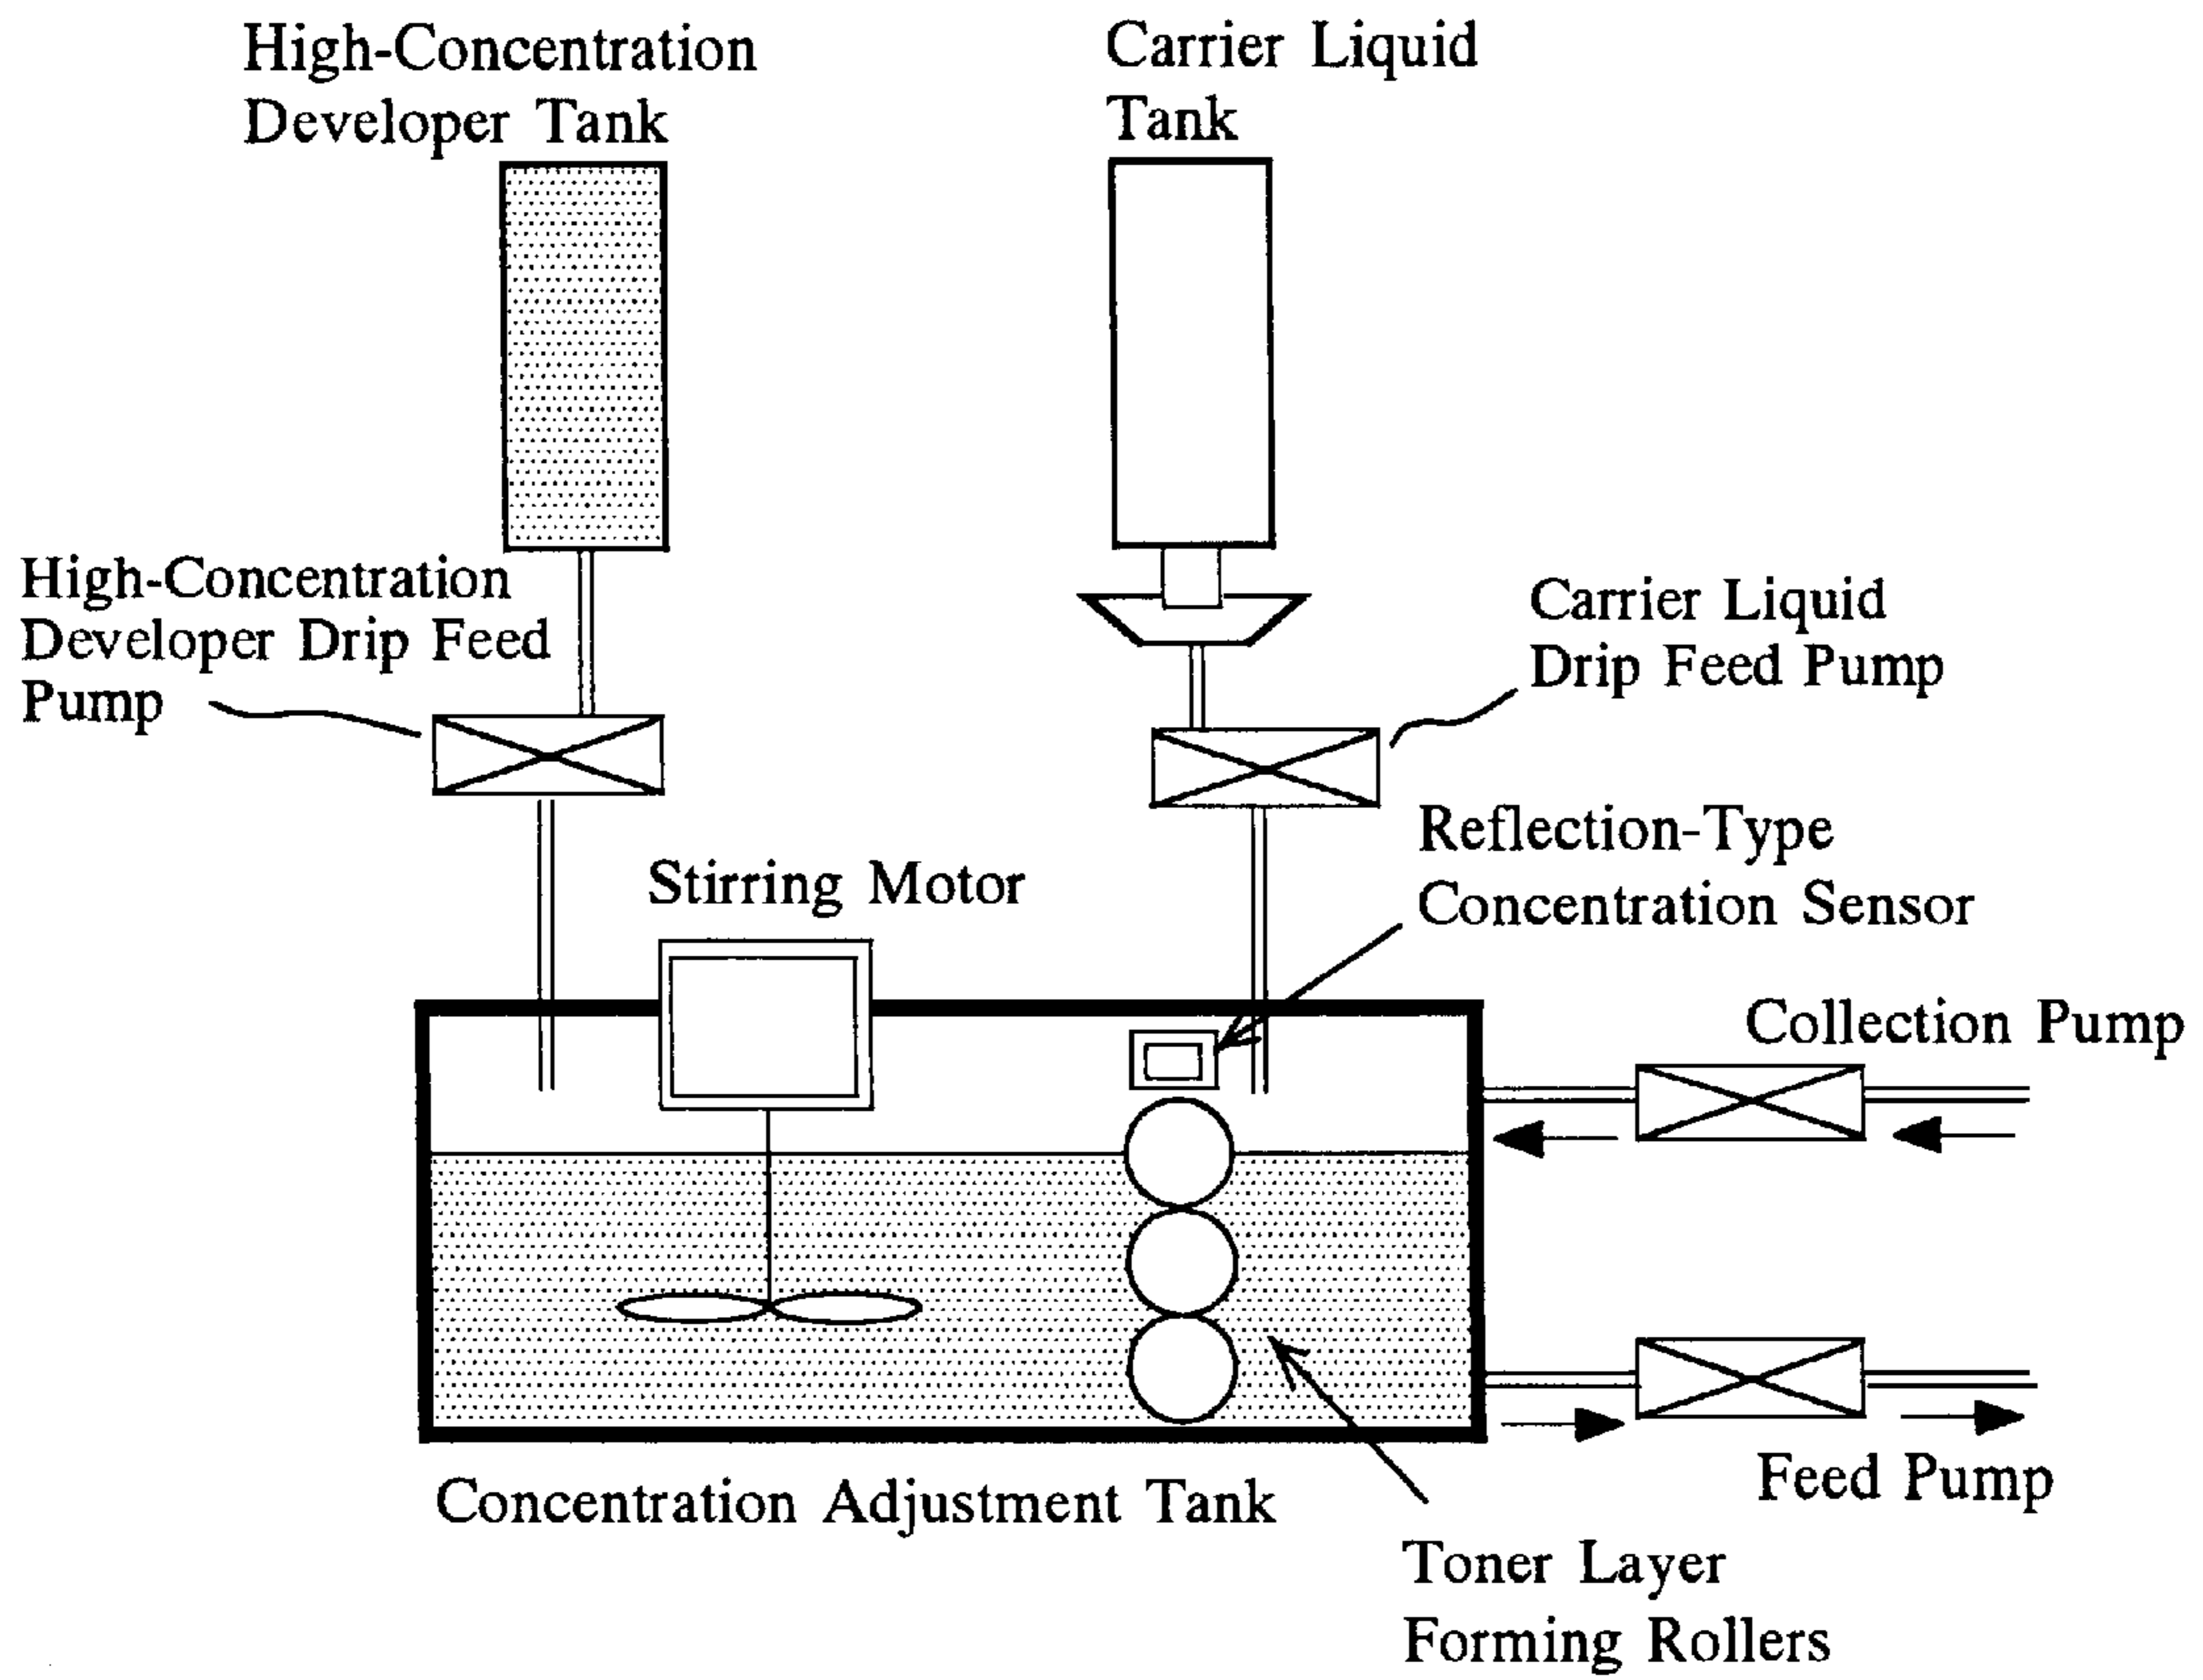 High-Concentration
Developer Tank
Carrier Liquid
Tank
High-Concentration
Developer Drip Feed
Pump
Carrier Liquid
Drip Feed Pump
Reflection-Type
Concentration Sensor
Stirring Motor
Collection Pump
Feed Pump
Concentration Adjustment Tank
Toner Layer
Forming Rollers